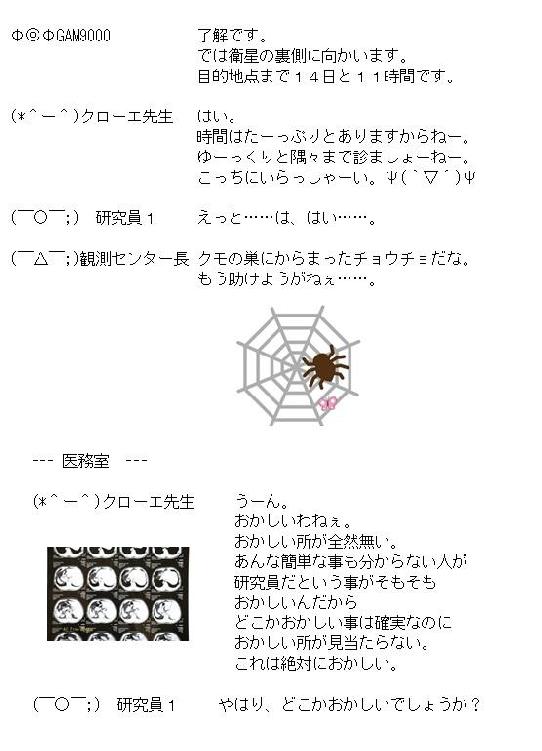 Φ@ΦGAM9000 了解です。
では衛星の裏側に向かいます。
目的地点まで14日と11時間です。
(*^ー^)クローエ先生 はい。
時間はたーっぷりとありますからねー。
ゆーっくりと隅々まで診ましょーねー。
こっちにいらっしゃーい。Ψ(｀▽´)Ψ
(￣○￣;) 研究員1 えっと……は、はい……。
(￣△￣;)観測センター長 クモの巣にからまったチョウチョだな。
もう助けようがねぇ……。
--- 医務室 ---
(*^ー^)クローエ先生 うーん。
おかしいわねぇ。
おかしい所が全然無い。
あんな簡単な事も分からない人が
研究員だという事がそもそも
おかしいんだから
どこかおかしい事は確実なのに
おかしい所が見当たらない。
これは絶対におかしい。
(￣○￣;) 研究員1 やはり、どこかおかしいでしょうか？